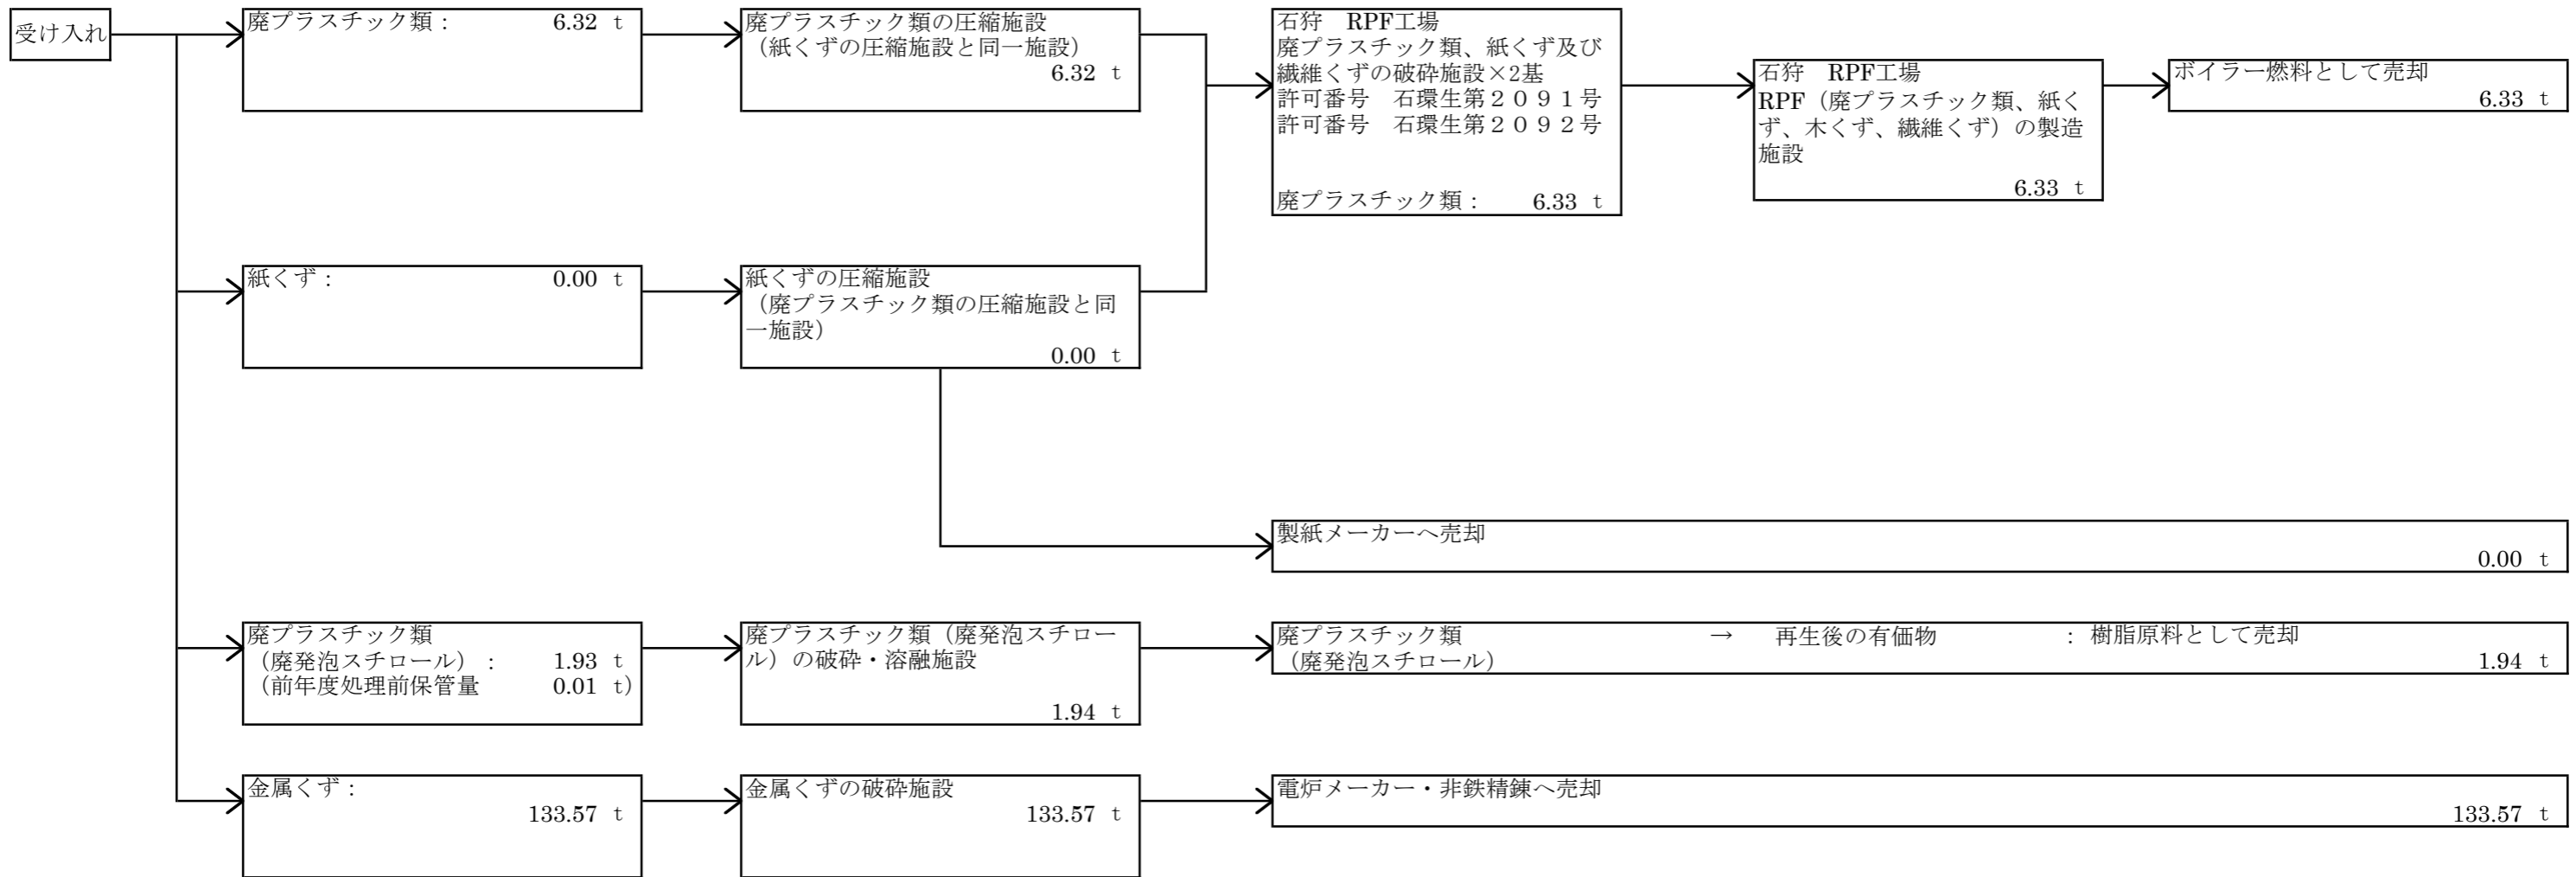 受け入れ
廃プラスチック類： 6.32 t
廃プラスチック類の圧縮施設
（紙くずの圧縮施設と同一施設）
6.32 t
石狩　RPF工場
廃プラスチック類、紙くず及び
繊維くずの破砕施設×2基
許可番号　石環生第２０９１号
許可番号　石環生第２０９２号
廃プラスチック類： 6.33 t
石狩　RPF工場
RPF（廃プラスチック類、紙く
ず、木くず、繊維くず）の製造
施設
6.33 t
ボイラー燃料として売却
6.33 t
紙くず： 0.00 t
紙くずの圧縮施設
（廃プラスチック類の圧縮施設と同
一施設）
0.00 t
製紙メーカーへ売却
0.00 t
廃プラスチック類
（廃発泡スチロール）： 1.93 t
（前年度処理前保管量 0.01 t）
廃プラスチック類（廃発泡スチロー
ル）の破砕・溶融施設
1.94 t
廃プラスチック類 → 再生後の有価物 ：樹脂原料として売却
（廃発泡スチロール） 1.94 t
金属くず：
133.57 t
金属くずの破砕施設
133.57 t
電炉メーカー・非鉄精錬へ売却
133.57 t